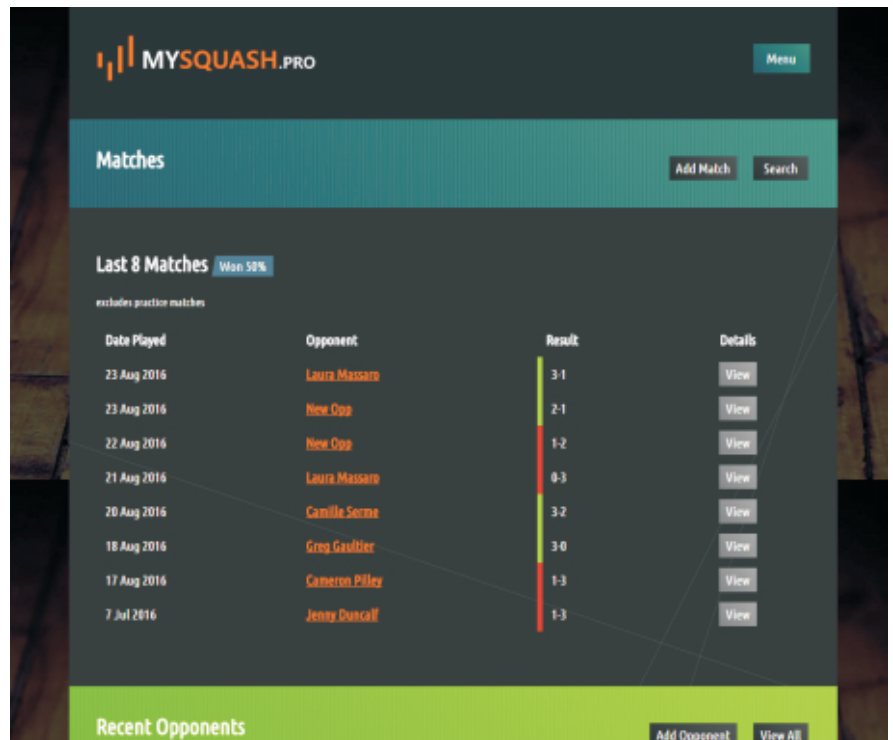 MYSQUASH.PRO
Menu
Matches
Add Match Search
Last 8 Matches Won 50%
excludes practice matches
Date Played Opponent Result Details
23 Aug 2016 Laura Massaro 3-1 View
23 Aug 2016 New Opp 2-1 View
22 Aug 2016 New Opp 1-2 View
21 Aug 2016 Laura Massaro 0-3 View
20 Aug 2016 Camille Serme 3-2 View
18 Aug 2016 Greg Gaultier 3-0 View
17 Aug 2016 Cameron Pilley 1-3 View
7 Jul 2016 Jenny Duncalf 1-3 View
Recent Opponents
Add Opponent View All